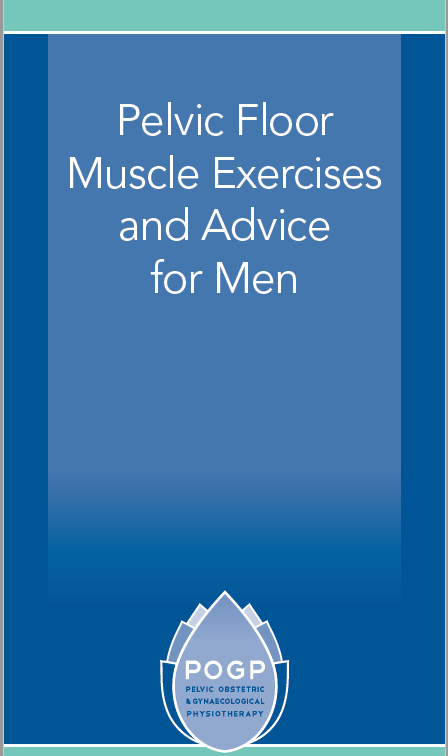 Pelvic Floor
Muscle Exercises
and Advice
for Men
POGP
PELVIC OBSTETRIC
& GYNAECOLOGICAL
PHYSIOTHERAPY